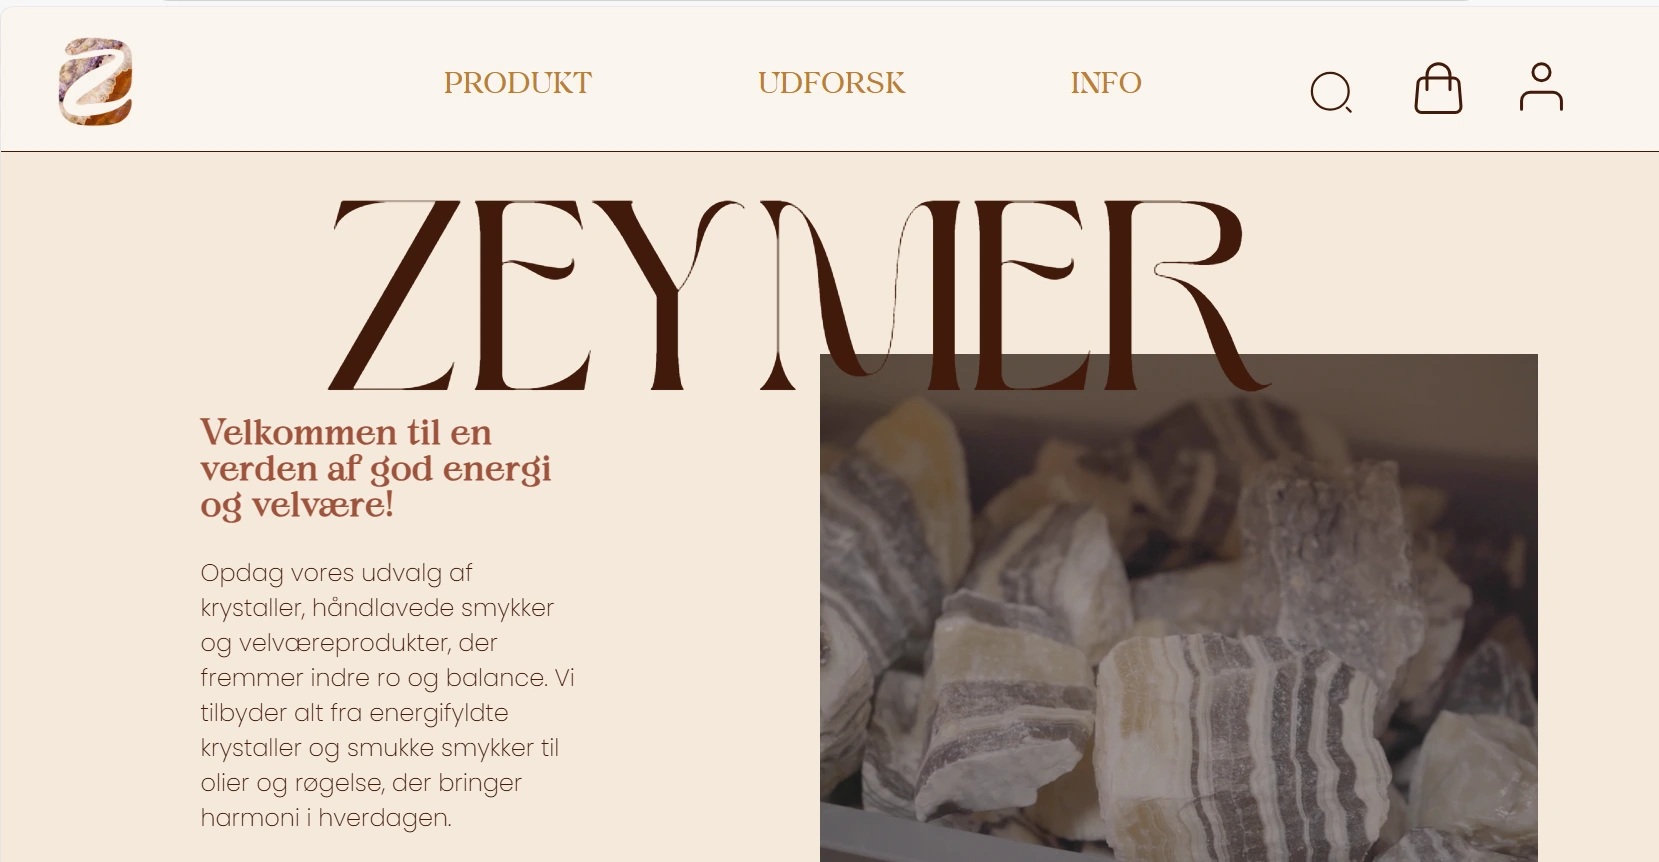 PRODUKT UDFORSK INFO
ZEYMER
Velkommen til en
verden af god energi
og velvære!
Opdag vores udvalg af
krystaller, håndlavede smykker
og velværeprodukter, der
fremmer indre ro og balance. Vi
tilbyder alt fra energifyldte
krystaller og smukke smykker til
olier og røgelse, der bringer
harmoni i hverdagen.